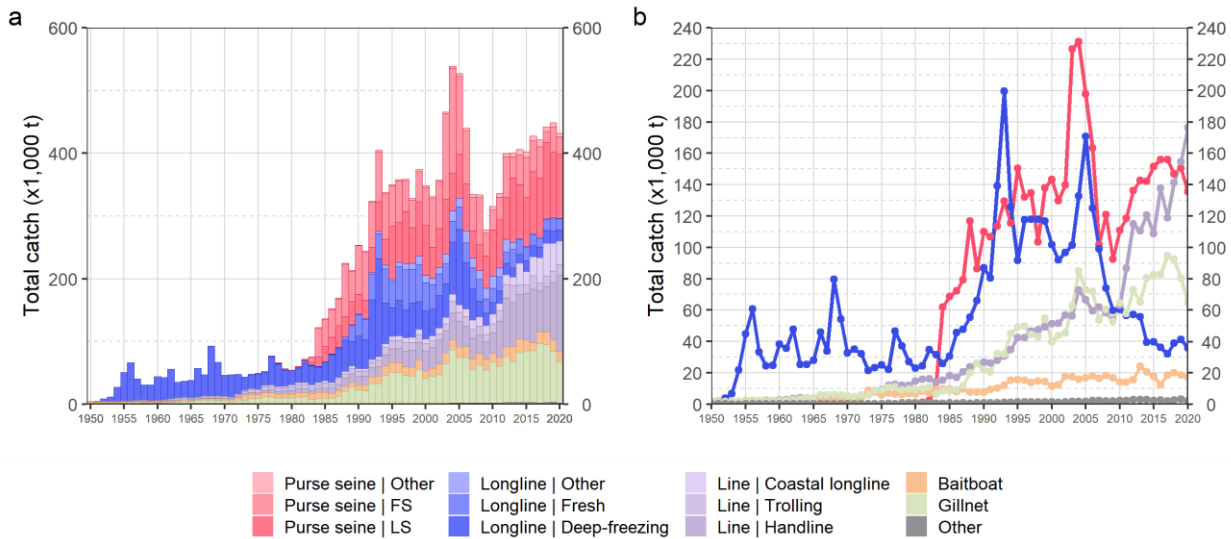 a
b
Total catch (x1,000 t)
600
400
200
0
600
400
200
0
1950 1955 1960 1965 1970 1975 1980 1985 1990 1995 2000 2005 2010 2015 2020
Total catch (x1,000 t)
240
220
200
180
160
140
120
100
80
60
40
20
0
240
220
200
180
160
140
120
100
80
60
40
20
0
1950 1955 1960 1965 1970 1975 1980 1985 1990 1995 2000 2005 2010 2015 2020
Purse seine | Other
Purse seine | FS
Purse seine | LS
Longline | Other
Longline | Fresh
Longline | Deep-freezing
Line | Coastal longline
Line | Trolling
Line | Handline
Baitboat
Gillnet
Other